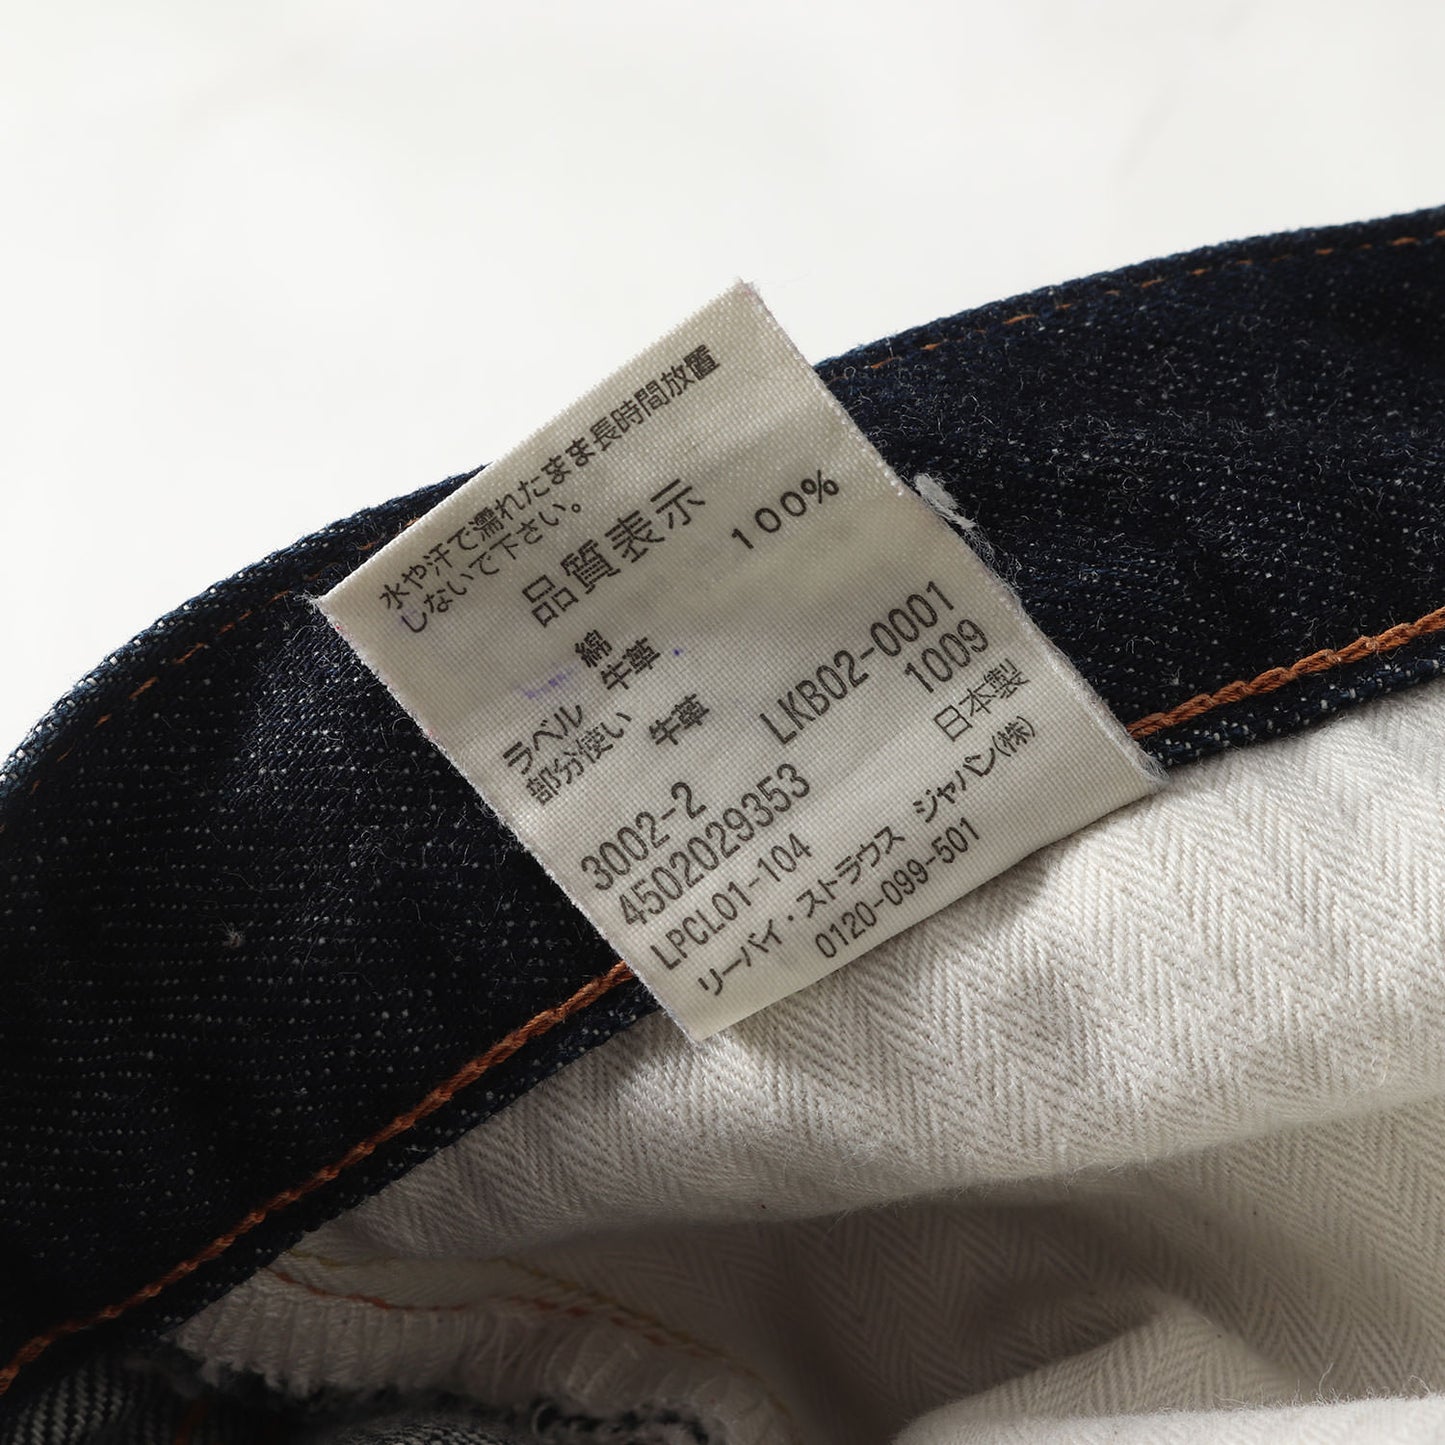 水や汗で濡れたまま長時間放置
しないで下さい。
品質表示
綿 100%
牛革
ラベル
部分使い 牛革
3002-2 LKB02-0001
4502029353 1009
LPCL01-104 日本製
リーバイ・ストラウス ジャパン(株)
0120-099-501